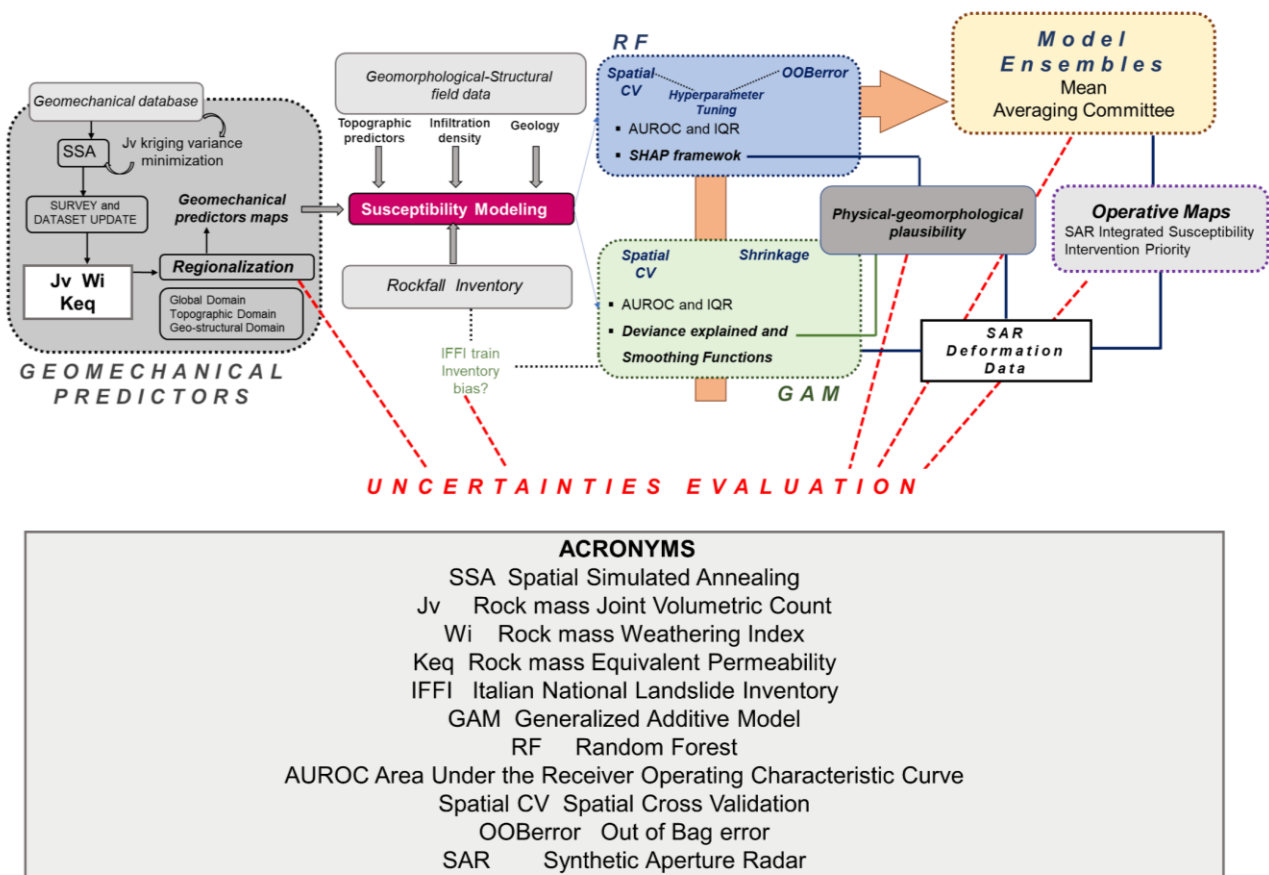 Geomechanical database
SSA
Jv kriging variance
minimization
SURVEY and
DATASET UPDATE
Geomechanical
predictors maps
Jv Wi
Keq
Regionalization
Global Domain
Topographic Domain
Geo-structural Domain
GEOMECHANICAL
PREDICTORS
Geomorphological-Structural
field data
Topographic
predictors
Infiltration
density
Geology
Susceptibility Modeling
Rockfall Inventory
IFFI train
Inventory
bias?
RF
Spatial
CV
OOBerror
Hyperparameter
Tuning
▪ AUROC and IQR
▪ SHAP framewok
Spatial
CV
Shrinkage
▪ AUROC and IQR
▪ Deviance explained and
Smoothing Functions
GAM
Model
Ensembles
Mean
Averaging Committee
Physical-geomorphological
plausibility
Operative Maps
SAR Integrated Susceptibility
Intervention Priority
SAR
Deformation
Data
UNCERTAINTIES EVALUATION
ACRONYMS
SSA Spatial Simulated Annealing
Jv Rock mass Joint Volumetric Count
Wi Rock mass Weathering Index
Keq Rock mass Equivalent Permeability
IFFI Italian National Landslide Inventory
GAM Generalized Additive Model
RF Random Forest
AUROC Area Under the Receiver Operating Characteristic Curve
Spatial CV Spatial Cross Validation
OOBerror Out of Bag error
SAR Synthetic Aperture Radar